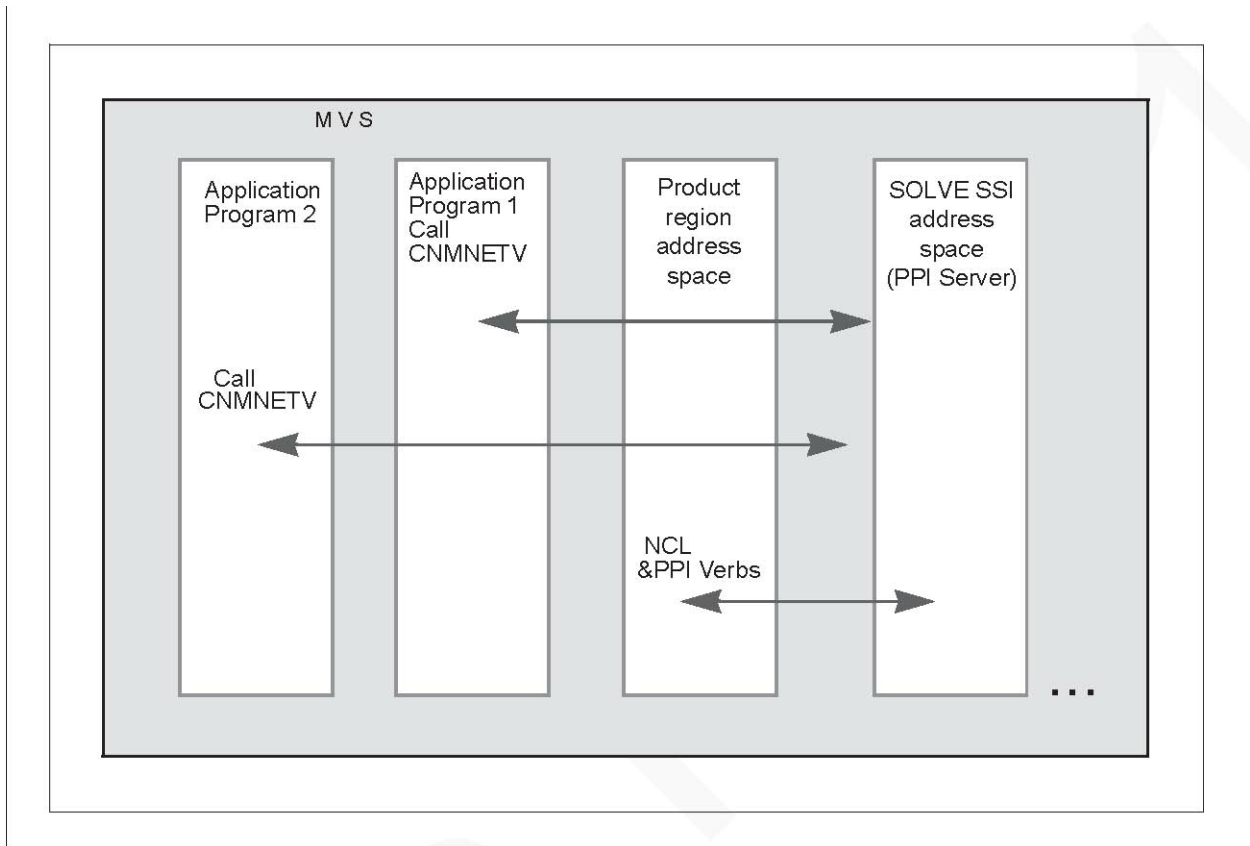 M V S
Application
Program 2
Call
CNMNETV
Application
Program 1
Call
CNMNETV
Product
region
address
space
NCL
&PPI Verbs
SOLVE SSI
address
space
(PPI Server)
...